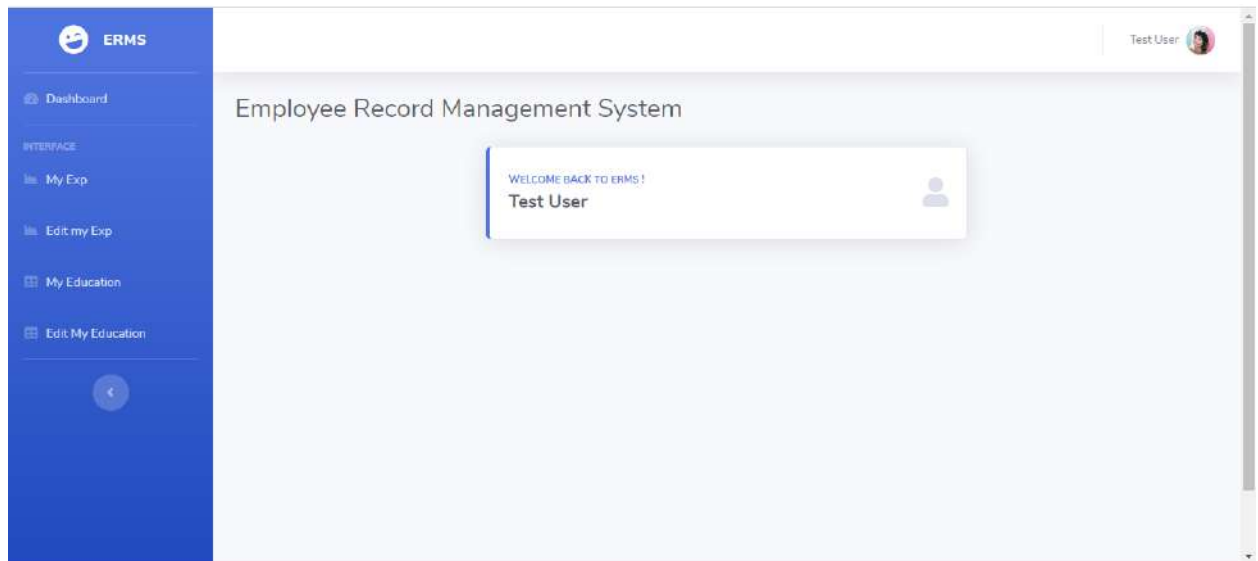 ERMS
Test User
Dashboard
Employee Record Management System
INTERFACE
My Exp
WELCOME BACK TO ERMS !
Test User
Edit my Exp
My Education
Edit My Education